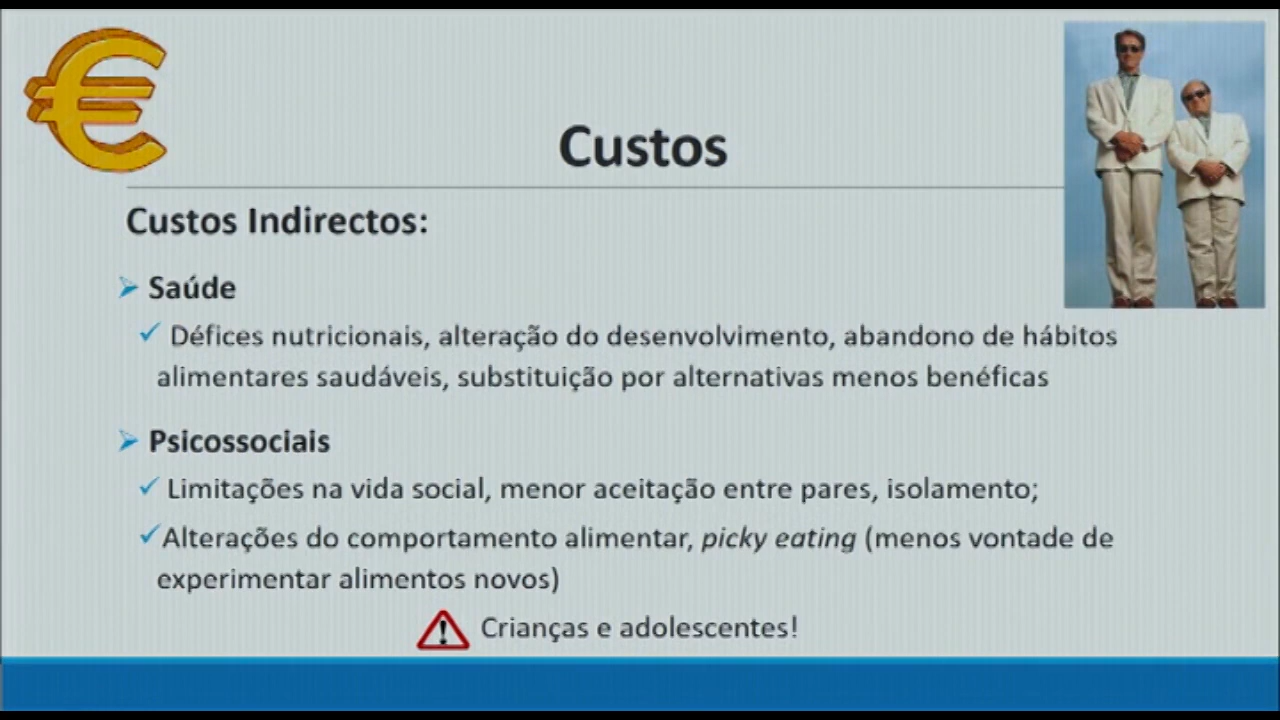 Custos
Custos Indirectos:
Saúde
Défices nutricionais, alteração do desenvolvimento, abandono de hábitos
alimentares saudáveis, substituição por alternativas menos benéficas
Psicossociais
Limitações na vida social, menor aceitação entre pares, isolamento;
Alterações do comportamento alimentar, picky eating (menos vontade de
experimentar alimentos novos)
Crianças e adolescentes!